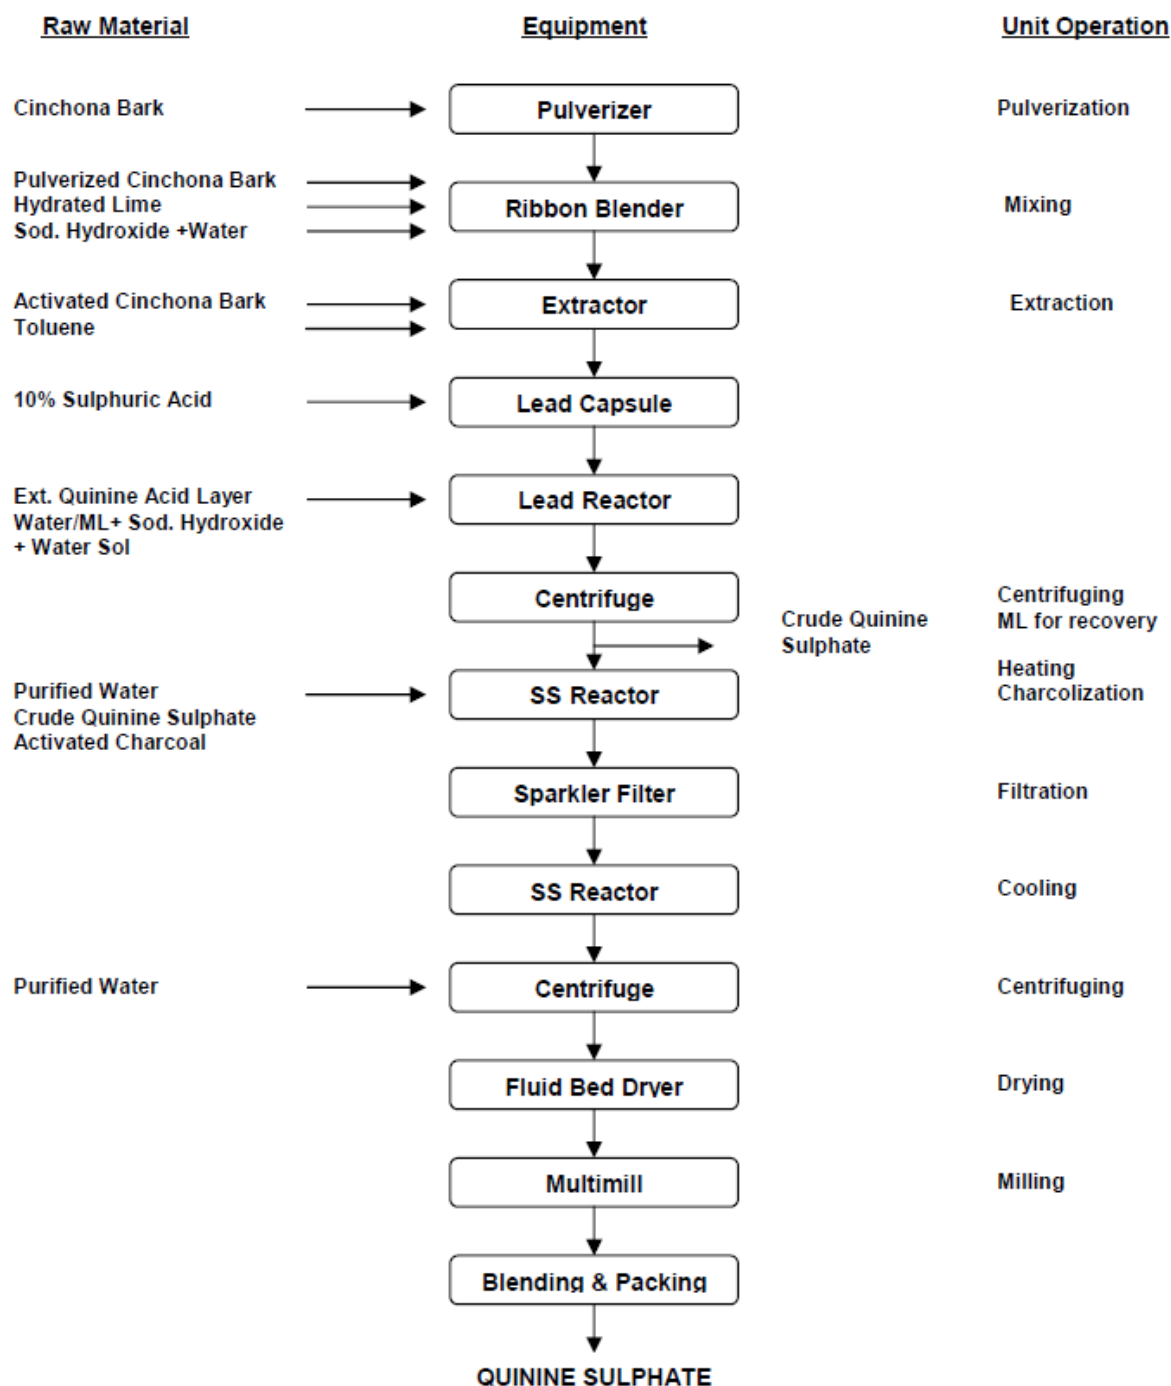 Raw Material Equipment Unit Operation
Cinchona Bark Pulverizer Pulverization
Pulverized Cinchona Bark
Hydrated Lime Ribbon Blender Mixing
Sod. Hydroxide +Water
Activated Cinchona Bark Extractor Extraction
Toluene
10% Sulphuric Acid Lead Capsule
Ext. Quinine Acid Layer Lead Reactor
Water/ML+ Sod. Hydroxide
+ Water Sol
Centrifuge Centrifuging
Crude Quinine ML for recovery
Sulphate
Heating
Purified Water SS Reactor Charcolization
Crude Quinine Sulphate
Activated Charcoal
Sparkler Filter Filtration
SS Reactor Cooling
Purified Water Centrifuge Centrifuging
Fluid Bed Dryer Drying
Multimill Milling
Blending & Packing
QUININE SULPHATE